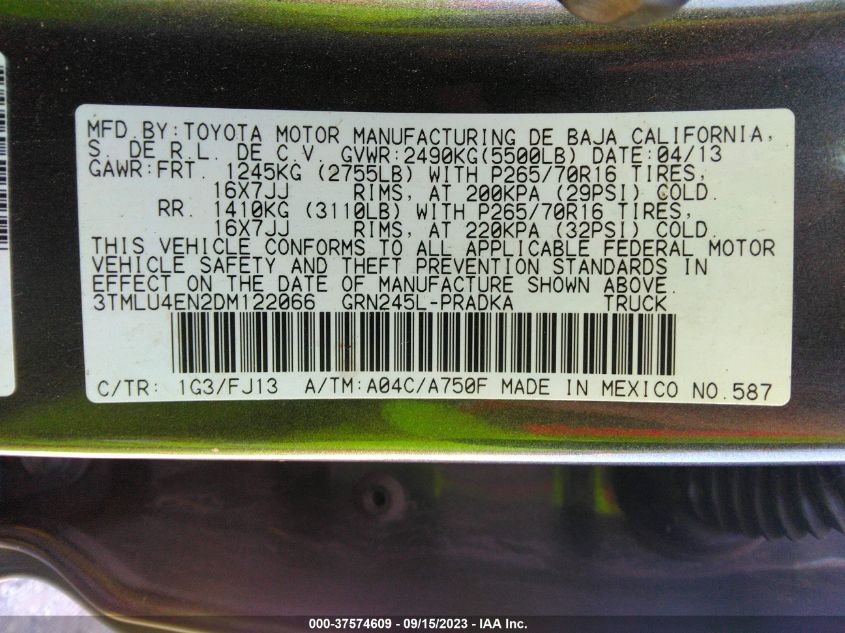 MFD.BY:TOYOTA MOTOR MANUFACTURING DE BAJA CALIFORNIA,
S. DE R.L. DE C.V. GVWR:2490KG(5500LB) DATE:04/13
GAWR:FRT. 1245KG (2755LB) WITH P265/70R16 TIRES,
16X7JJ RIMS, AT 200KPA (29PSI) COLD.
RR. 1410KG (3110LB) WITH P265/70R16 TIRES,
16X7JJ RIMS, AT 220KPA (32PSI) COLD.
THIS VEHICLE CONFORMS TO ALL APPLICABLE FEDERAL MOTOR
VEHICLE SAFETY AND THEFT PREVENTION STANDARDS IN
EFFECT ON THE DATE OF MANUFACTURE SHOWN ABOVE.
3TMLU4EN2DM122066 GRN245L-PRADKA TRUCK
C/TR: 1G3/FJ13 A/TM:A04C/A750F MADE IN MEXICO NO.587
000-37574609 - 09/15/2023 - IAA Inc.